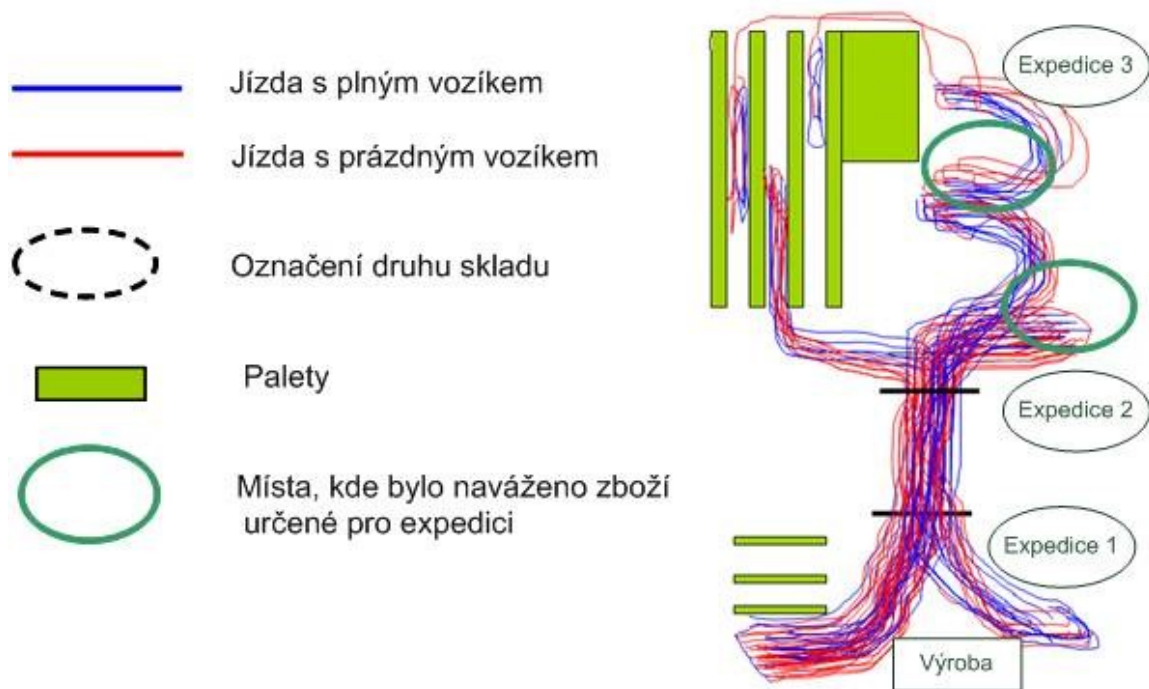 Jízda s plným vozíkem
Jízda s prázdným vozíkem
Označení druhu skladu
Palety
Místa, kde bylo naváženo zboží
určené pro expedici
Expedice 3
Expedice 2
Expedice 1
Výroba